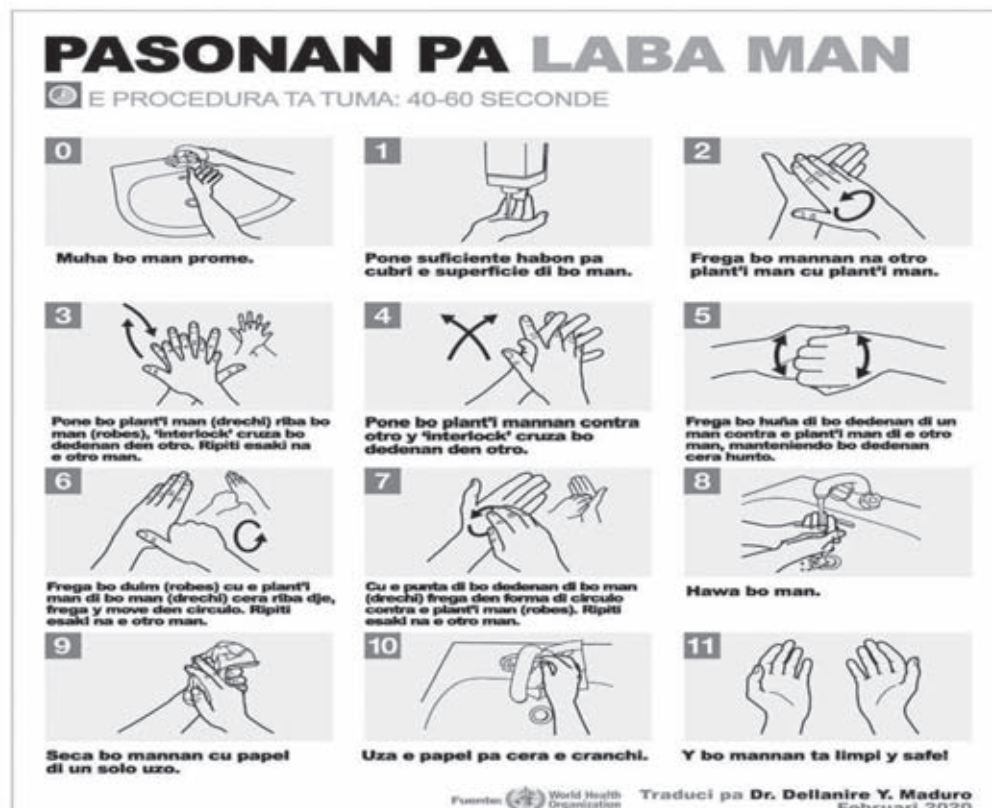 PASONAN PA LABA MAN
E PROCEDURA TA TUMA: 40-60 SECONDE
0
Muha bo man prome.
1
Pone suficiente habon pa
cubri e superficie di bo man.
2
Frega bo mannan na otro
plant'i man cu plant'i man.
3
Pone bo plant'i man (drechi) riba bo
man (robes), 'interlock' cruza bo
dedenan den otro. Ripiti esaki na
e otro man.
4
Pone bo plant'i mannan contra
otro y 'interlock' cruza bo
dedenan den otro.
5
Frega bo huña di bo dedenan di un
man contra e plant'i man di e otro
man, manteniendo bo dedenan
cera hunto.
6
Frega bo duim (robes) cu e plant'i
man di bo man (drechi) cera riba dje,
frega y move den circulo. Ripiti
esaki na e otro man.
7
Cu e punta di bo dedenan di bo man
(drechi) frega den forma di circulo
contra e plant'i man (robes). Ripiti
esaki na e otro man.
8
Hawa bo man.
9
Seca bo mannan cu papel
di un solo uzo.
10
Uza e papel pa cera e cranchi.
11
Y bo mannan ta limpi y safe!
Fuente: World Health
Organization
Traduci pa Dr. Dellanire Y. Maduro
Februari 2020